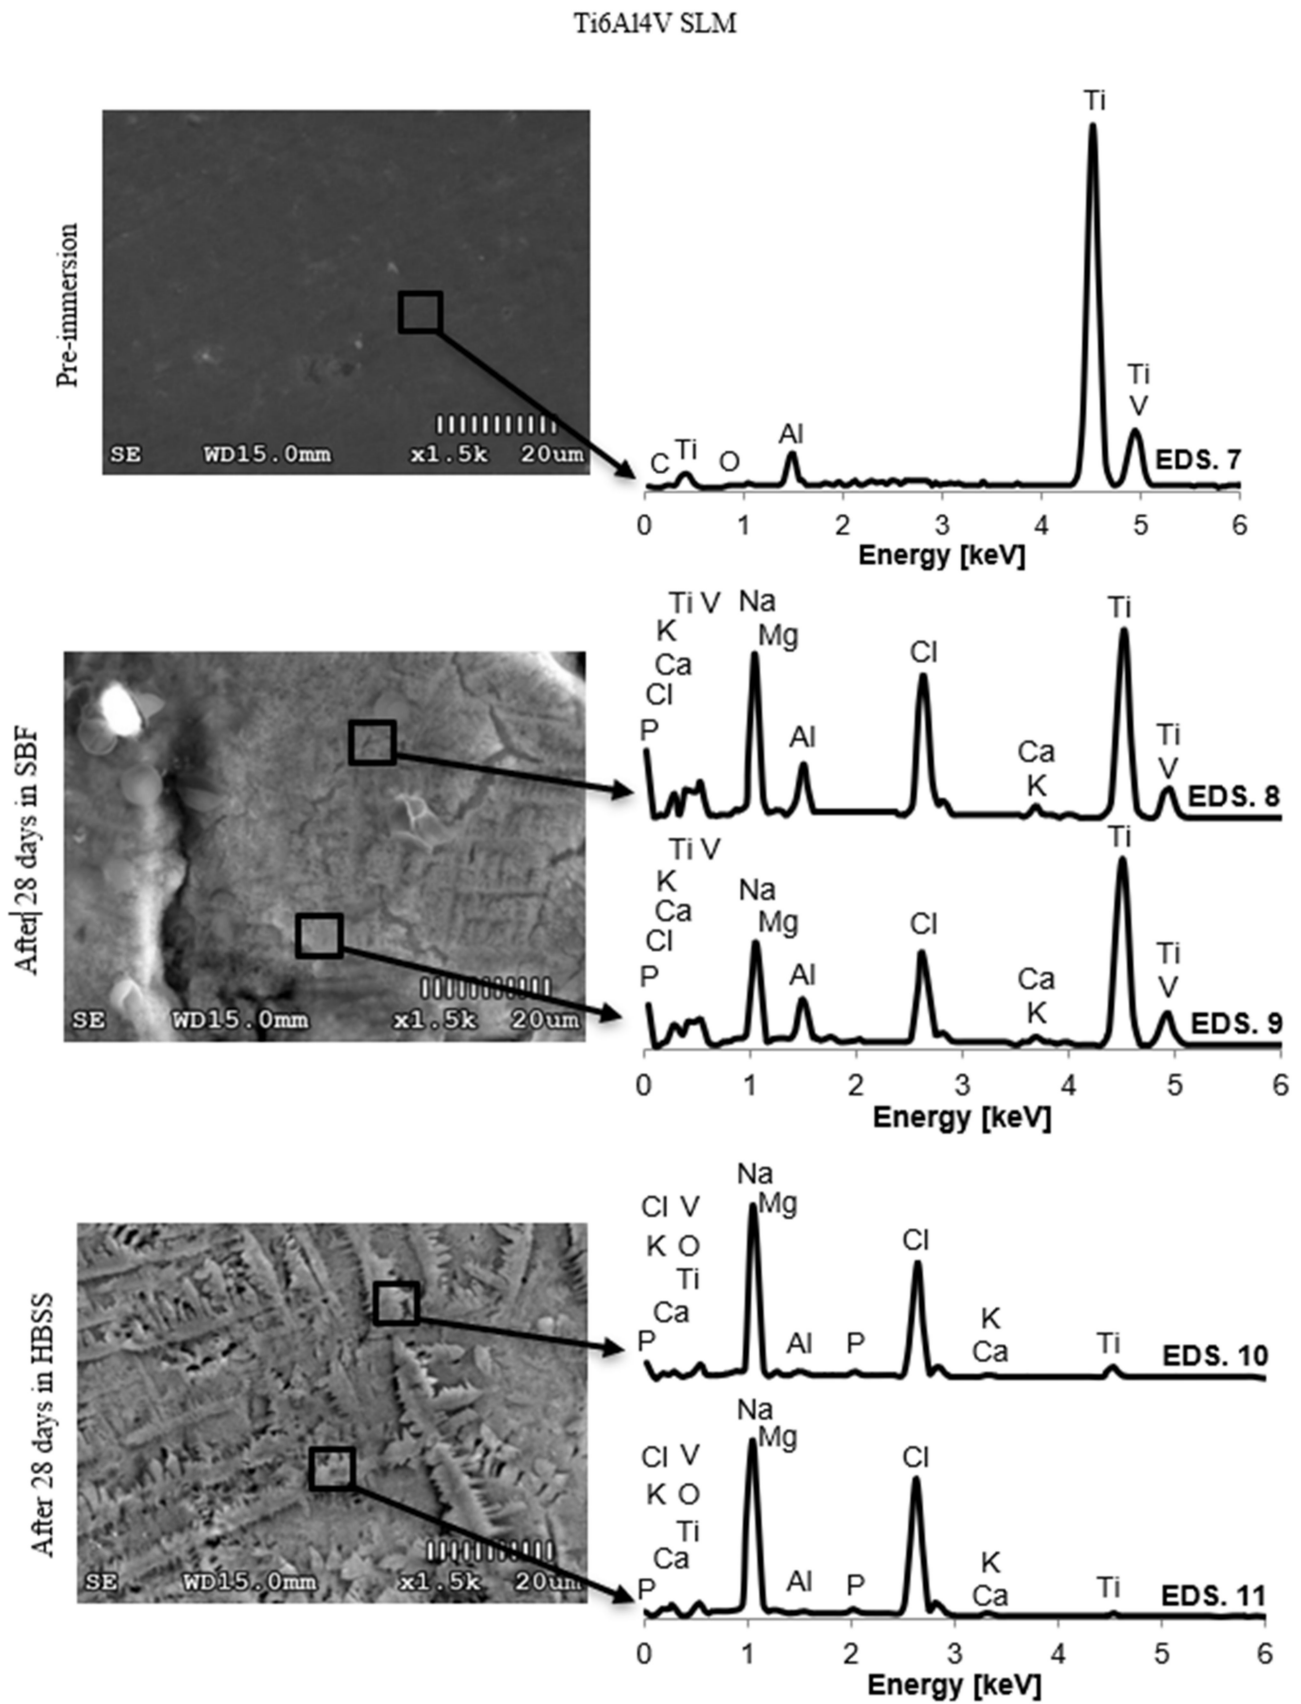 Ti6Al4V SLM
Pre-immersion
SE WD15.0mm x1.5k 20um
Ti
Ti
V
Al
C Ti O
EDS. 7
0 1 2 3 4 5 6
Energy [keV]
After 28 days in SBF
SE WD15.0mm x1.5k 20um
Ti V Na Ti
K Mg
Ca Cl
Cl
P Al Ca Ti
K V
EDS. 8
Ti V Ti
K Na
Ca Mg Cl
Cl
P Al Ca Ti
K V
EDS. 9
0 1 2 3 4 5 6
Energy [keV]
After 28 days in HBSS
SE WD15.0mm x1.5k 20um
Na
Cl V Mg
K O Cl
Ti
Ca K
P Al P Ca Ti
EDS. 10
Na
Cl V Mg
K O Cl
Ti
Ca K
P Al P Ca Ti
EDS. 11
0 1 2 3 4 5 6
Energy [keV]